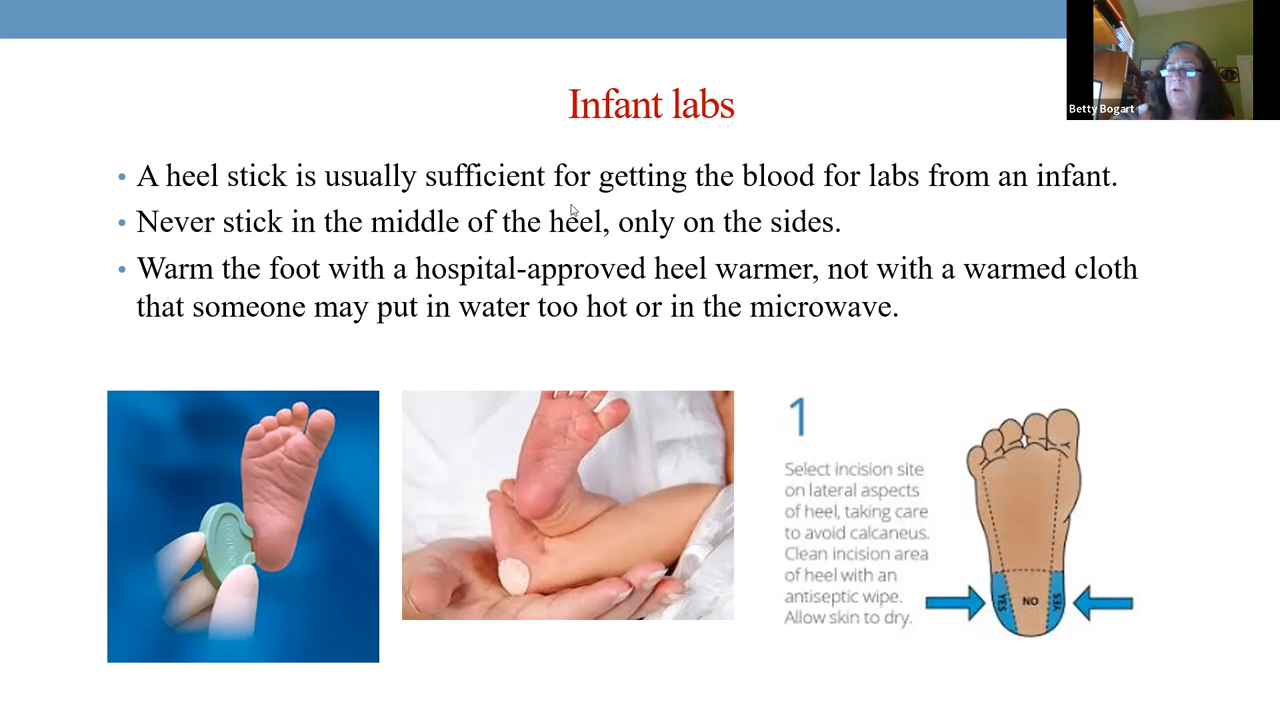 Betty Bogart
Infant labs
• A heel stick is usually sufficient for getting the blood for labs from an infant.
• Never stick in the middle of the heel, only on the sides.
• Warm the foot with a hospital-approved heel warmer, not with a warmed cloth
that someone may put in water too hot or in the microwave.
1
Select incision site
on lateral aspects
of heel, taking care
to avoid calcaneus.
Clean incision area
of heel with an
antiseptic wipe.
Allow skin to dry.
YES
NO
YES